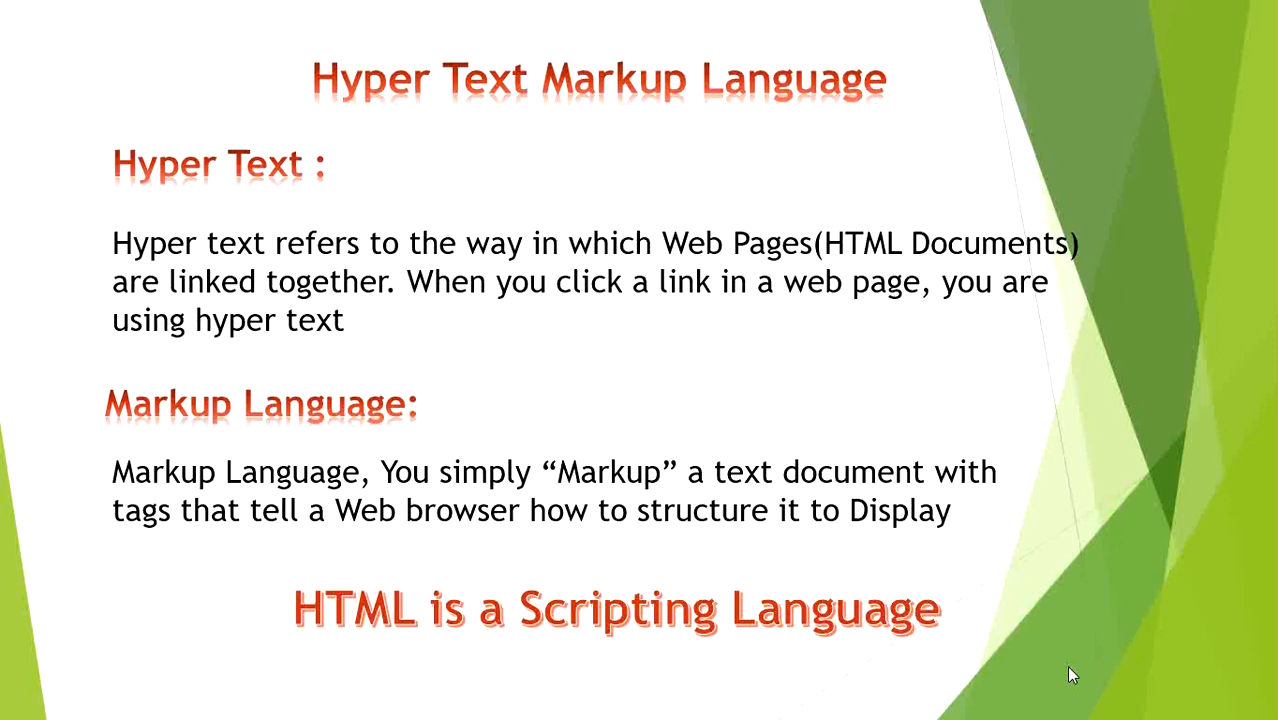 Hyper Text Markup Language
Hyper Text :
Hyper text refers to the way in which Web Pages(HTML Documents)
are linked together. When you click a link in a web page, you are
using hyper text
Markup Language:
Markup Language, You simply “Markup” a text document with
tags that tell a Web browser how to structure it to Display
HTML is a Scripting Language